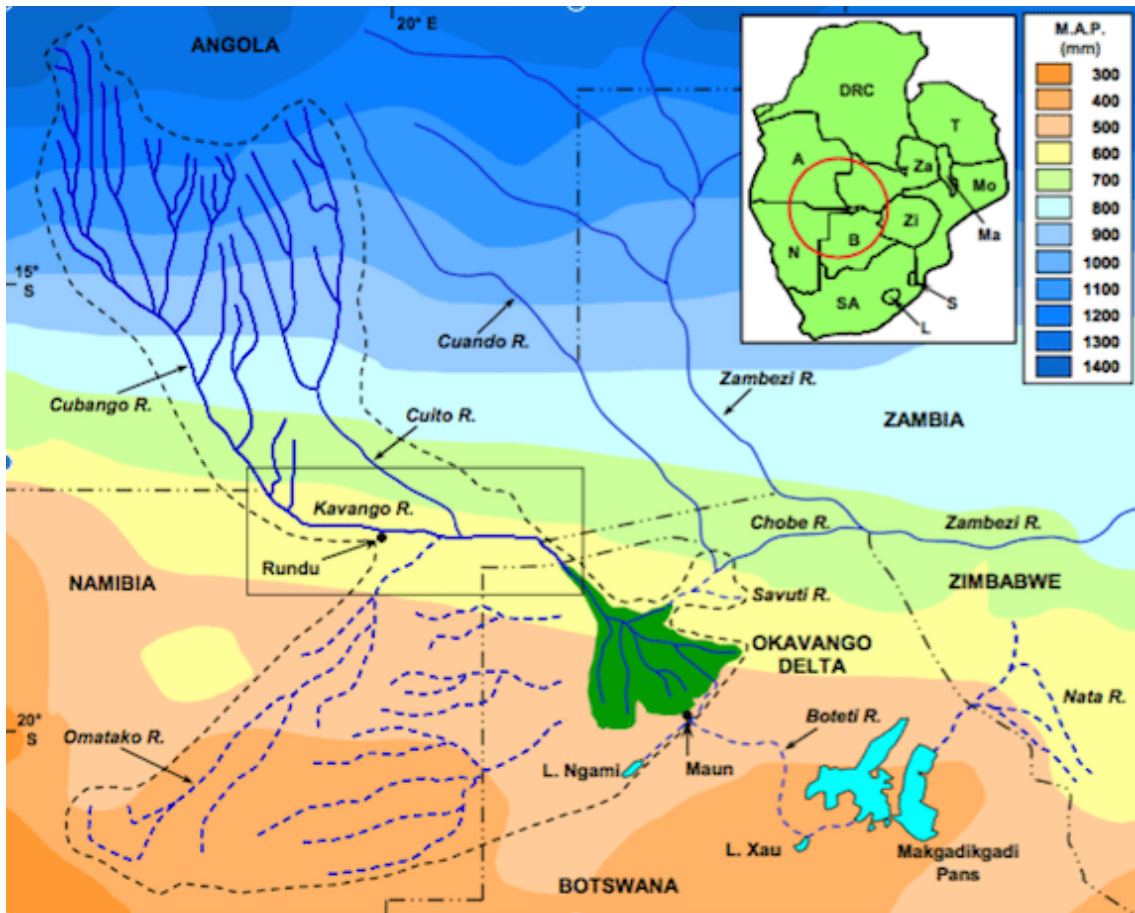 20° E
ANGOLA
M.A.P.
(mm)
300
400
500
600
700
800
900
1000
1100
1200
1300
1400
DRC
T
A
Za
Mo
Zi
Ma
B
N
S
SA
L
15°
S
Cuando R.
Zambezi R.
Cubango R.
Cuito R.
ZAMBIA
Kavango R.
Chobe R.
Zambezi R.
Rundu
NAMIBIA
ZIMBABWE
Savuti R.
OKAVANGO
DELTA
Nata R.
20°
S
Omatako R.
Boteti R.
L. Ngami
Maun
L. Xau
Makgadikgadi
Pans
BOTSWANA